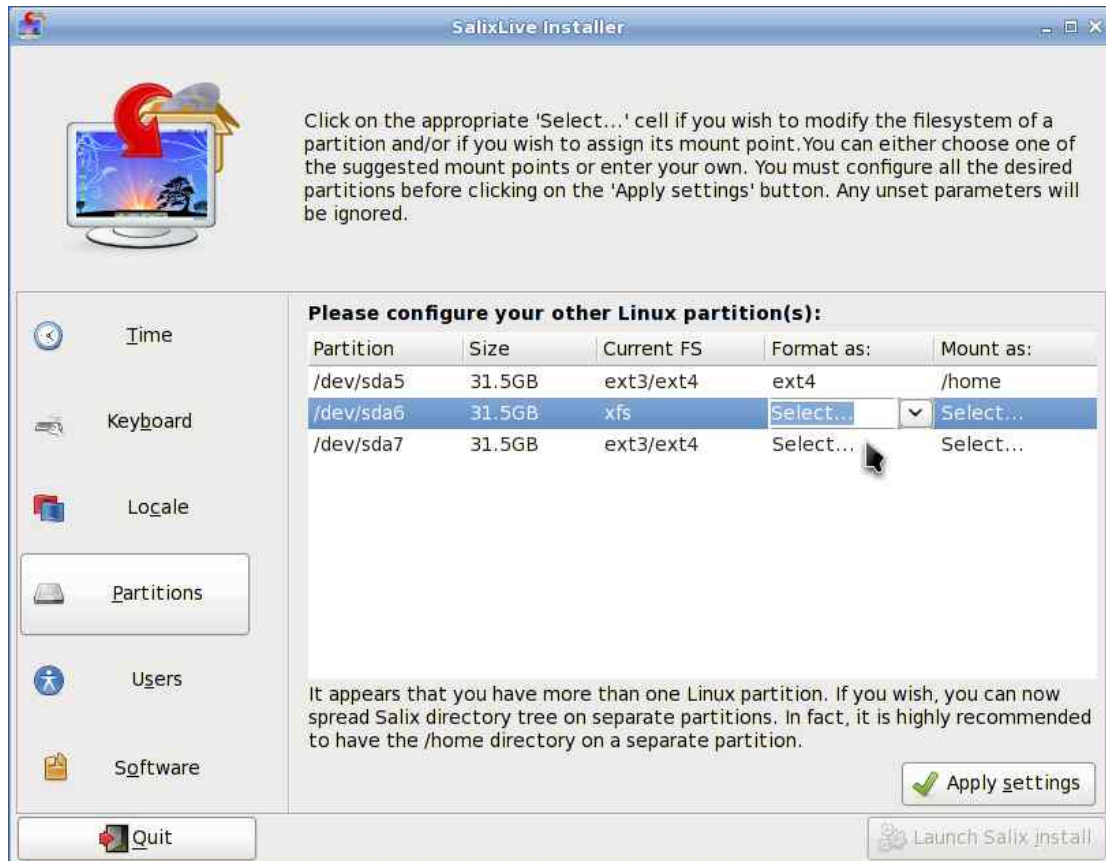 SalixLive Installer
Click on the appropriate 'Select...' cell if you wish to modify the filesystem of a
partition and/or if you wish to assign its mount point.You can either choose one of
the suggested mount points or enter your own. You must configure all the desired
partitions before clicking on the 'Apply settings' button. Any unset parameters will
be ignored.
Time
Keyboard
Locale
Partitions
Users
Software
Please configure your other Linux partition(s):
Partition Size Current FS Format as: Mount as:
/dev/sda5 31.5GB ext3/ext4 ext4 /home
/dev/sda6 31.5GB xfs Select... Select...
/dev/sda7 31.5GB ext3/ext4 Select... Select...
It appears that you have more than one Linux partition. If you wish, you can now
spread Salix directory tree on separate partitions. In fact, it is highly recommended
to have the /home directory on a separate partition.
Apply settings
Quit
Launch Salix install